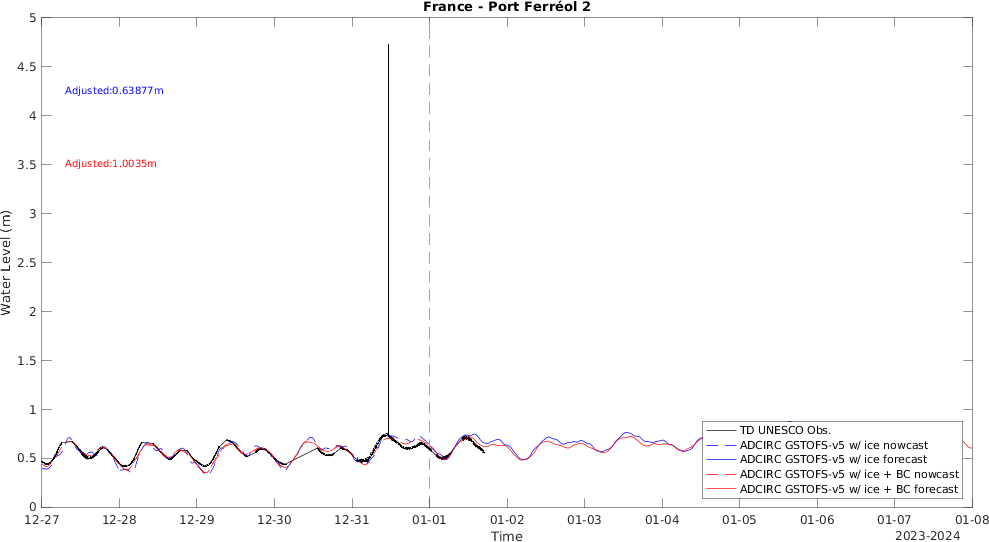 France - Port Ferréol 2
5
4.5
4
3.5
3
2.5
2
1.5
1
0.5
0
Water Level (m)
Adjusted:0.63877m
Adjusted:1.0035m
TD UNESCO Obs.
ADCIRC GSTOFS-v5 w/ ice nowcast
ADCIRC GSTOFS-v5 w/ ice forecast
ADCIRC GSTOFS-v5 w/ ice + BC nowcast
ADCIRC GSTOFS-v5 w/ ice + BC forecast
12-27 12-28 12-29 12-30 12-31 01-01 01-02 01-03 01-04 01-05 01-06 01-07 01-08
Time
2023-2024